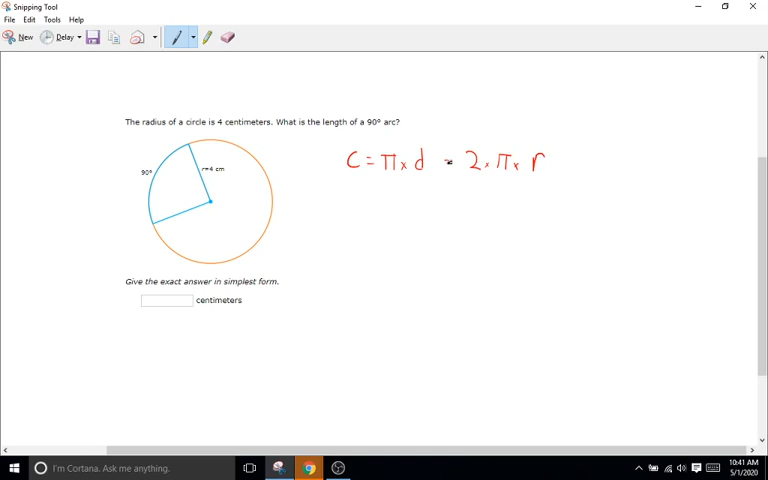 Snipping Tool
File Edit Tools Help
New Delay
The radius of a circle is 4 centimeters. What is the length of a 90° arc?
90°
r=4 cm
C = π × d = 2 × π × r
Give the exact answer in simplest form.
centimeters
I'm Cortana. Ask me anything.
10:41 AM
5/1/2020